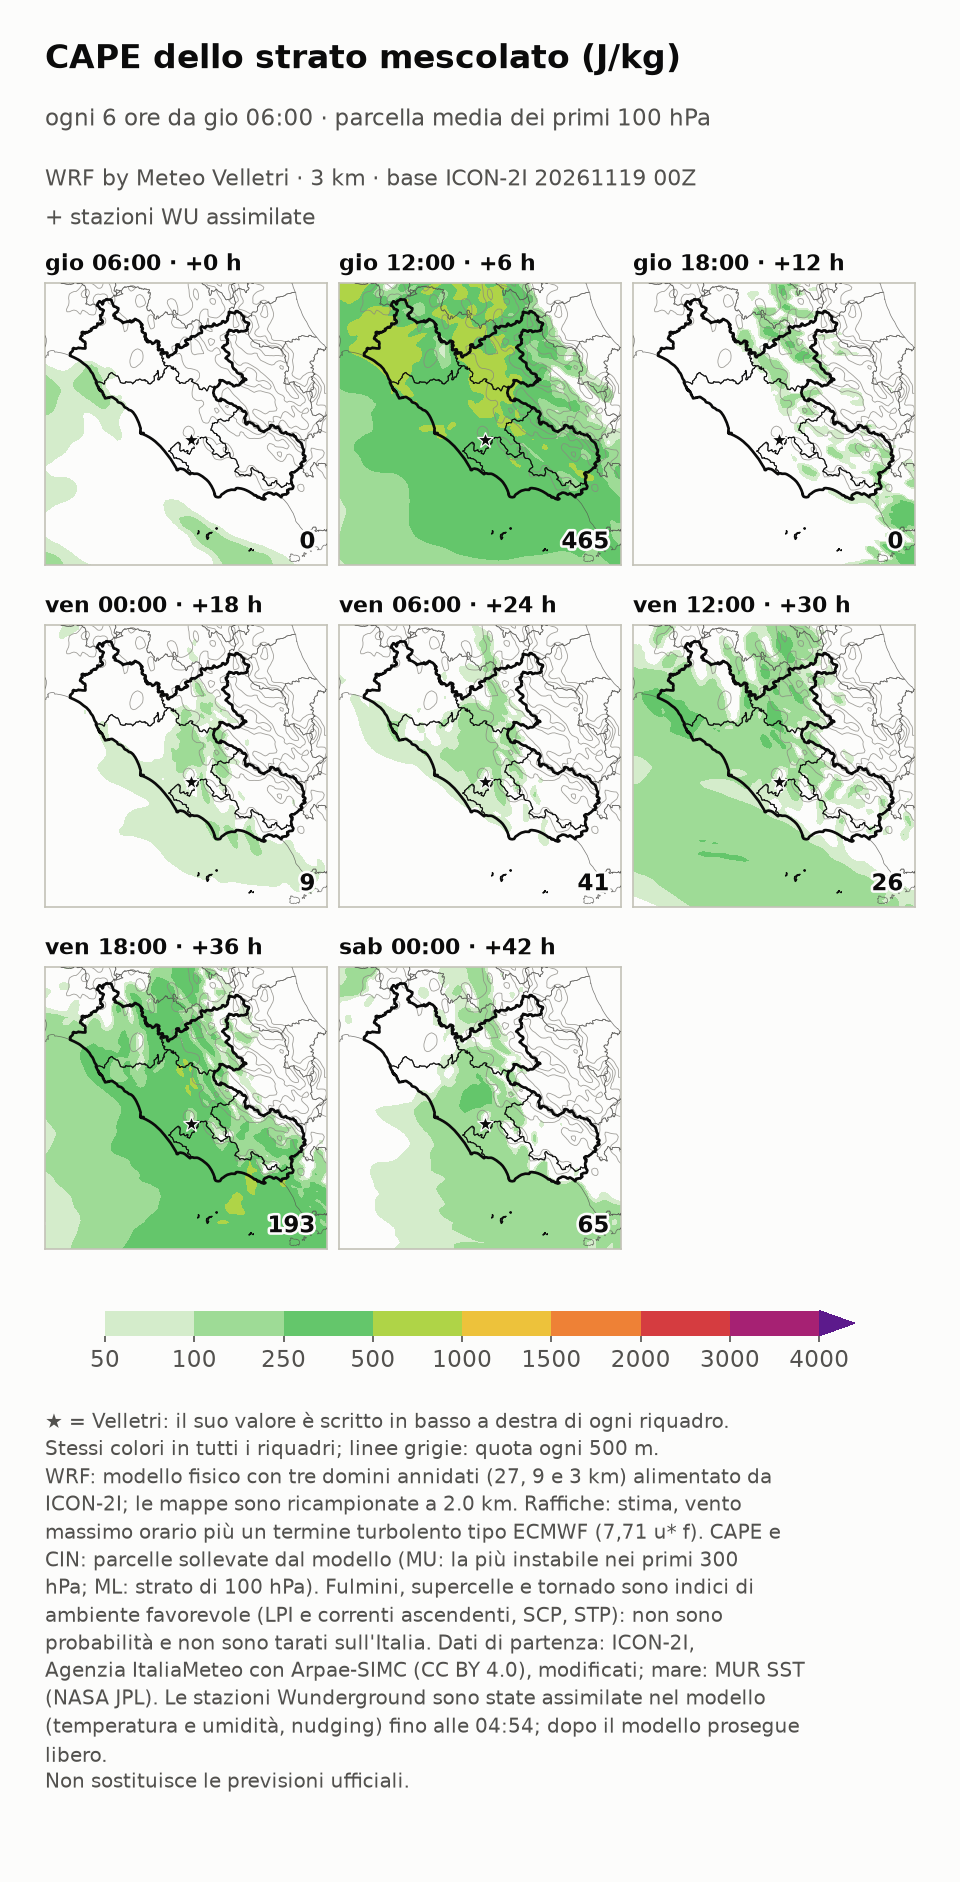 CAPE dello strato mescolato (J/kg)
ogni 6 ore da gio 06:00 · parcella media dei primi 100 hPa
WRF by Meteo Velletri · 3 km · base ICON-2I 20261119 00Z
+ stazioni WU assimilate
gio 06:00 · +0 h
gio 12:00 · +6 h
gio 18:00 · +12 h
0
465
0
ven 00:00 · +18 h
ven 06:00 · +24 h
ven 12:00 · +30 h
9
41
26
ven 18:00 · +36 h
sab 00:00 · +42 h
193
65
50 100 250 500 1000 1500 2000 3000 4000
★ = Velletri: il suo valore è scritto in basso a destra di ogni riquadro.
Stessi colori in tutti i riquadri; linee grigie: quota ogni 500 m.
WRF: modello fisico con tre domini annidati (27, 9 e 3 km) alimentato da
ICON-2I; le mappe sono ricampionate a 2.0 km. Raffiche: stima, vento
massimo orario più un termine turbolento tipo ECMWF (7,71 u* f). CAPE e
CIN: parcelle sollevate dal modello (MU: la più instabile nei primi 300
hPa; ML: strato di 100 hPa). Fulmini, supercelle e tornado sono indici di
ambiente favorevole (LPI e correnti ascendenti, SCP, STP): non sono
probabilità e non sono tarati sull'Italia. Dati di partenza: ICON-2I,
Agenzia ItaliaMeteo con Arpae-SIMC (CC BY 4.0), modificati; mare: MUR SST
(NASA JPL). Le stazioni Wunderground sono state assimilate nel modello
(temperatura e umidità, nudging) fino alle 04:54; dopo il modello prosegue
libero.
Non sostituisce le previsioni ufficiali.